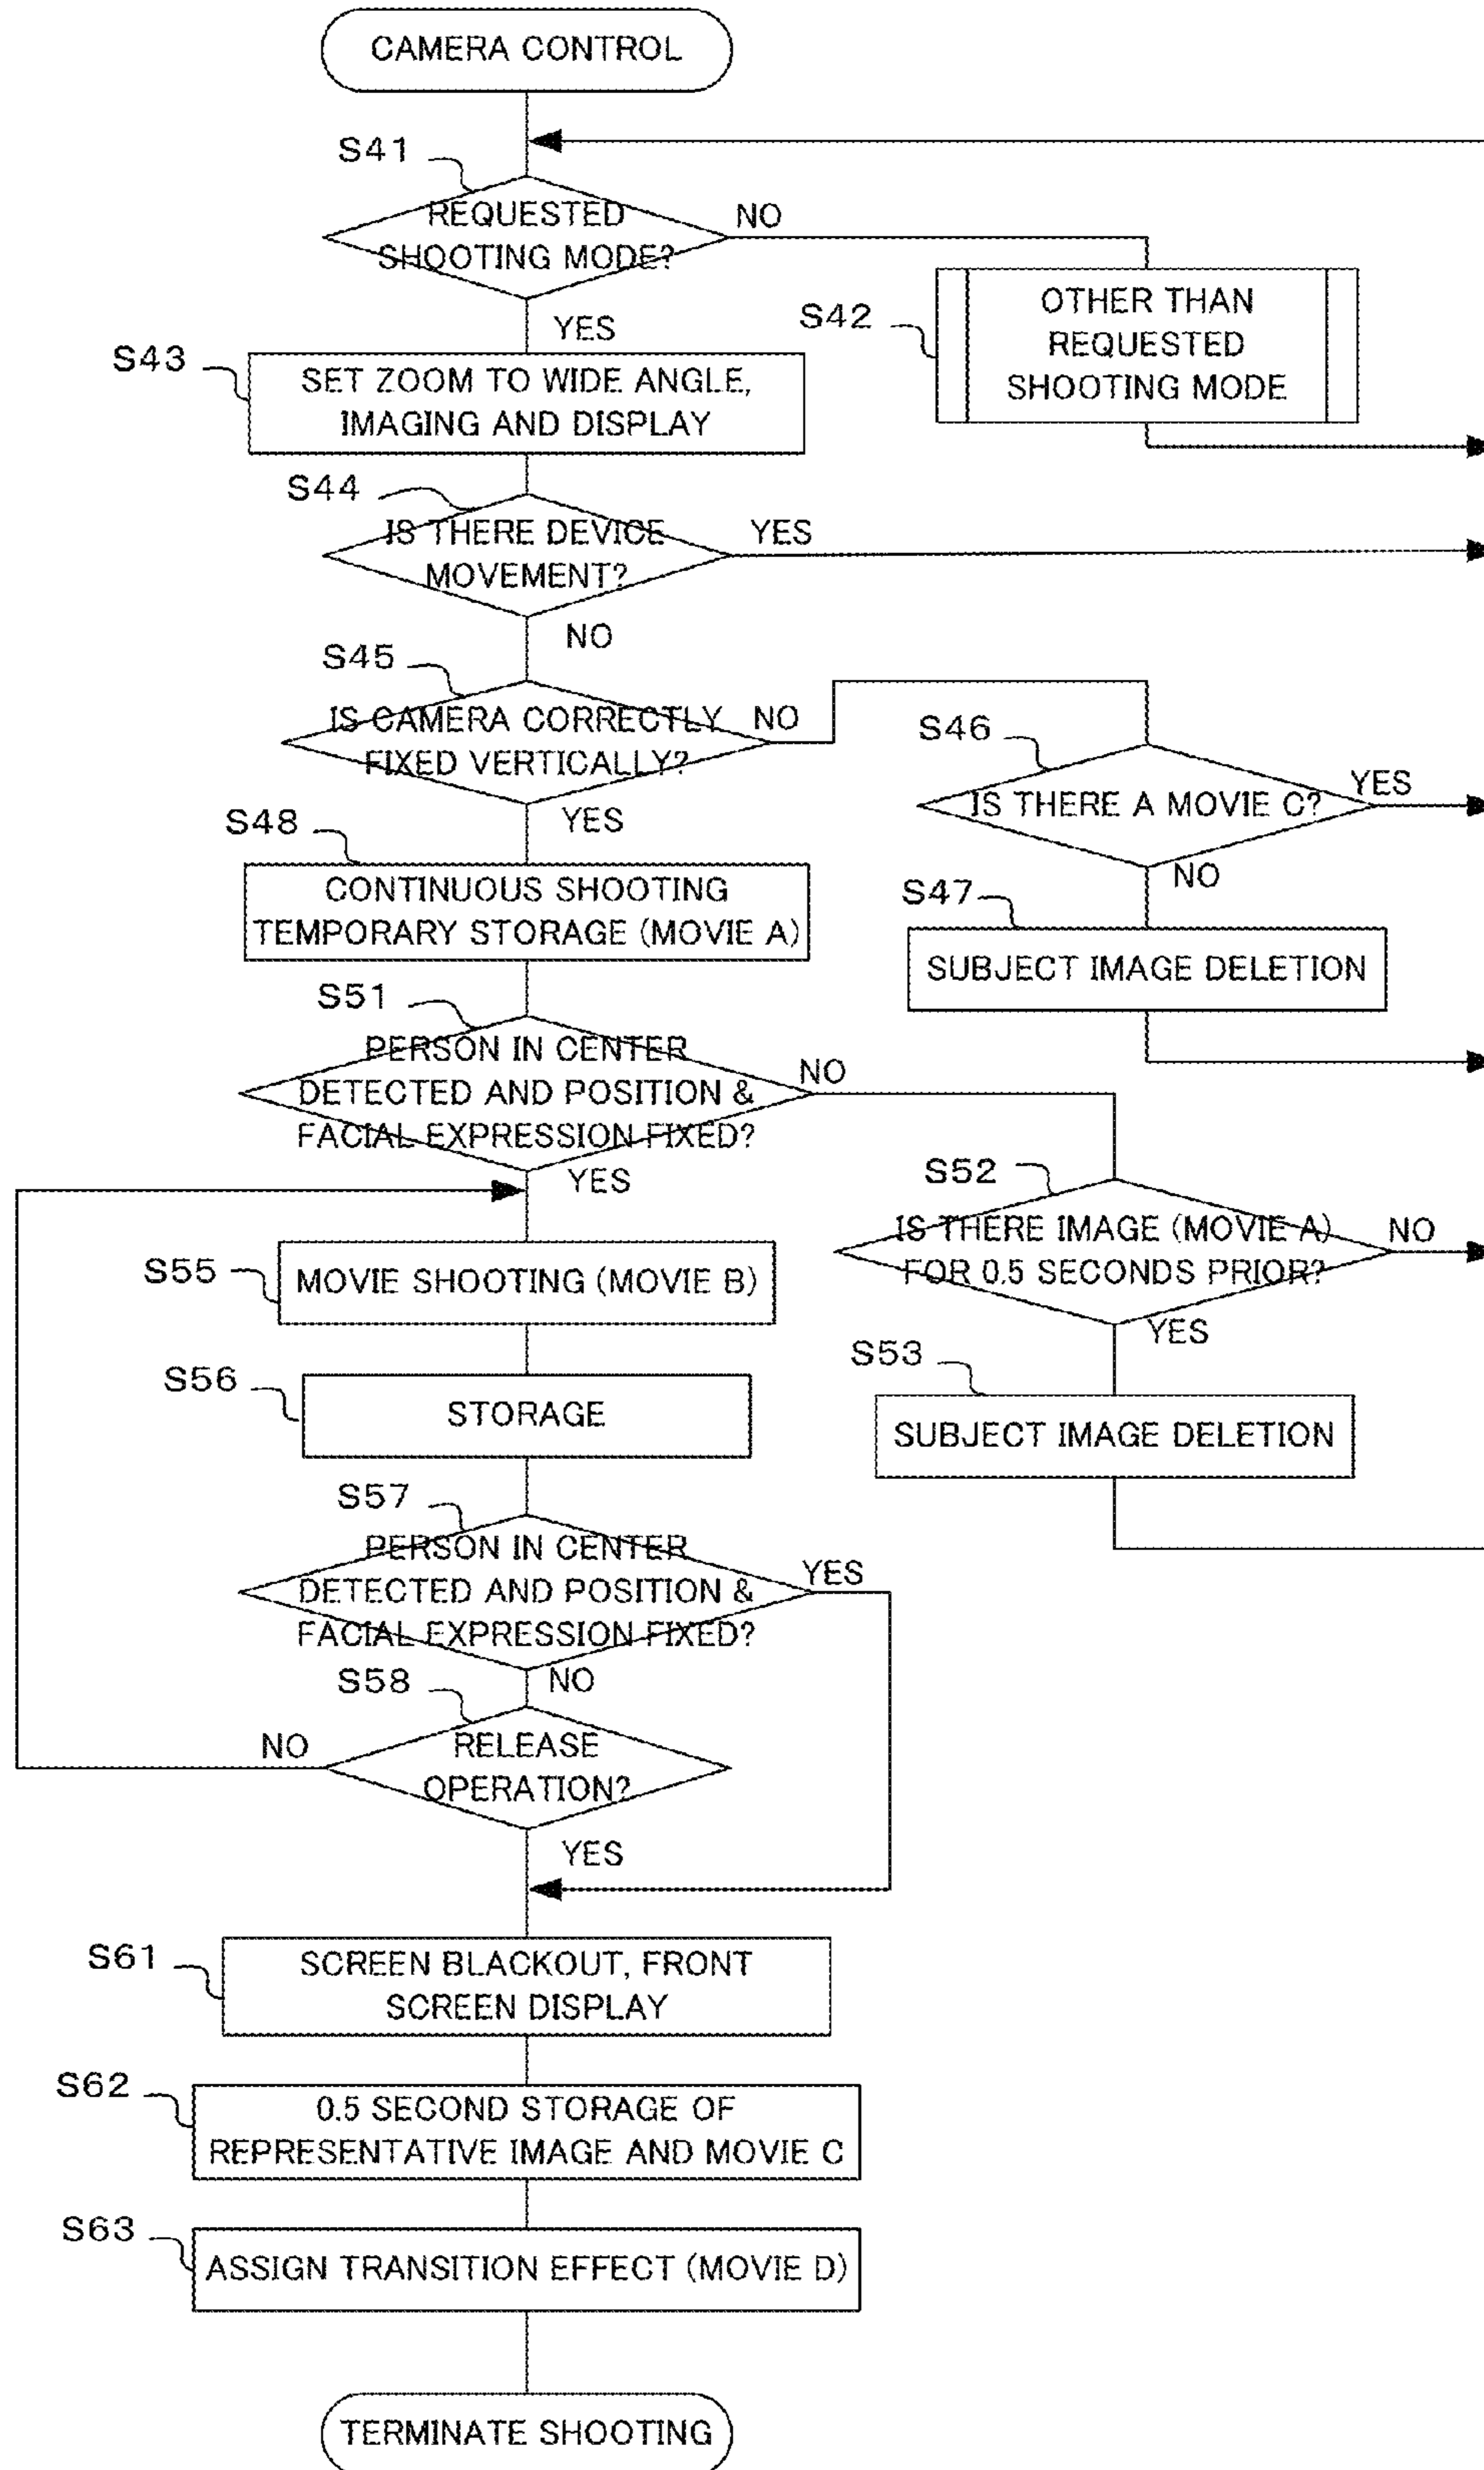 CAMERA CONTROL
S41
REQUESTED
SHOOTING MODE?
NO
YES
S42
OTHER THAN
REQUESTED
SHOOTING MODE
S43
SET ZOOM TO WIDE ANGLE,
IMAGING AND DISPLAY
S44
IS THERE DEVICE
MOVEMENT?
YES
NO
S45
IS CAMERA CORRECTLY
FIXED VERTICALLY?
NO
YES
S46
IS THERE A MOVIE C?
YES
NO
S47
SUBJECT IMAGE DELETION
S48
CONTINUOUS SHOOTING
TEMPORARY STORAGE (MOVIE A)
S51
PERSON IN CENTER
DETECTED AND POSITION &
FACIAL EXPRESSION FIXED?
NO
YES
S52
IS THERE IMAGE (MOVIE A)
FOR 0.5 SECONDS PRIOR?
NO
YES
S53
SUBJECT IMAGE DELETION
S55
MOVIE SHOOTING (MOVIE B)
S56
STORAGE
S57
PERSON IN CENTER
DETECTED AND POSITION &
FACIAL EXPRESSION FIXED?
YES
NO
S58
RELEASE
OPERATION?
NO
YES
S61
SCREEN BLACKOUT, FRONT
SCREEN DISPLAY
S62
0.5 SECOND STORAGE OF
REPRESENTATIVE IMAGE AND MOVIE C
S63
ASSIGN TRANSITION EFFECT (MOVIE D)
TERMINATE SHOOTING